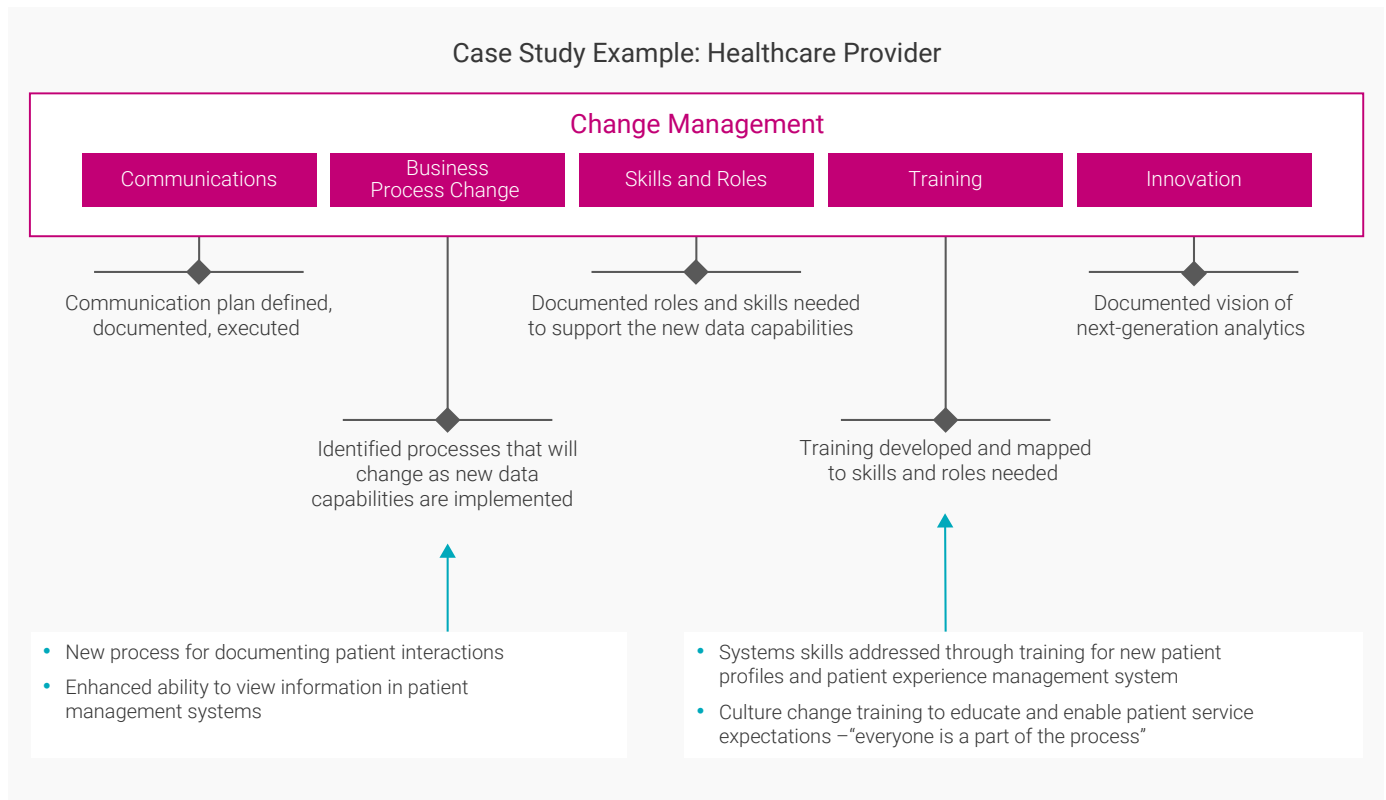 Case Study Example: Healthcare Provider
Change Management
Communications
Business
Process Change
Skills and Roles
Training
Innovation
Communication plan defined,
documented, executed
Documented roles and skills needed
to support the new data capabilities
Documented vision of
next-generation analytics
Identified processes that will
change as new data
capabilities are implemented
Training developed and mapped
to skills and roles needed
• New process for documenting patient interactions
• Enhanced ability to view information in patient
management systems
• Systems skills addressed through training for new patient
profiles and patient experience management system
• Culture change training to educate and enable patient service
expectations –“everyone is a part of the process”